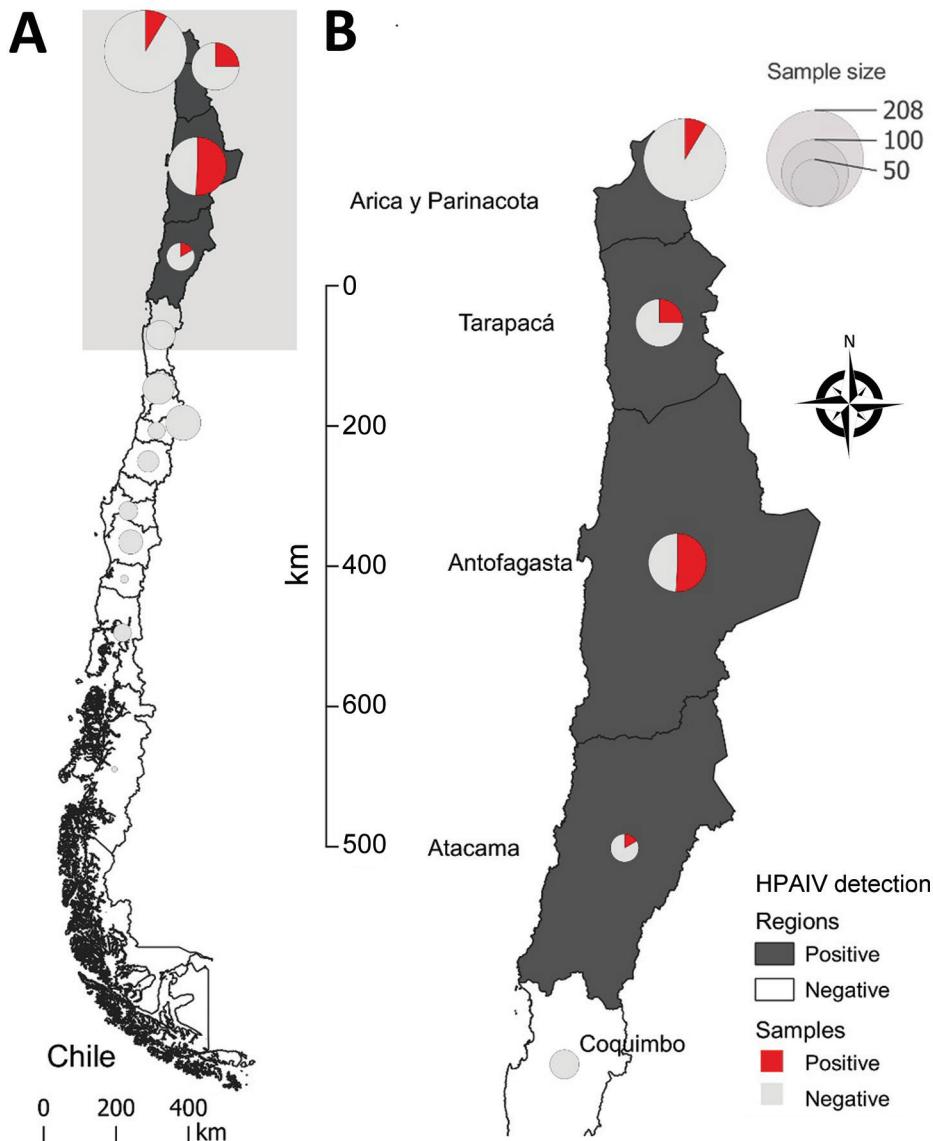 A
B
Sample size
208
100
50
Arica y Parinacota
0
Tarapacá
N
200
km
400
Antofagasta
600
500
Atacama
HPAIV detection
Regions
Positive
Negative
Samples
Positive
Negative
Coquimbo
Chile
0 200 400
km